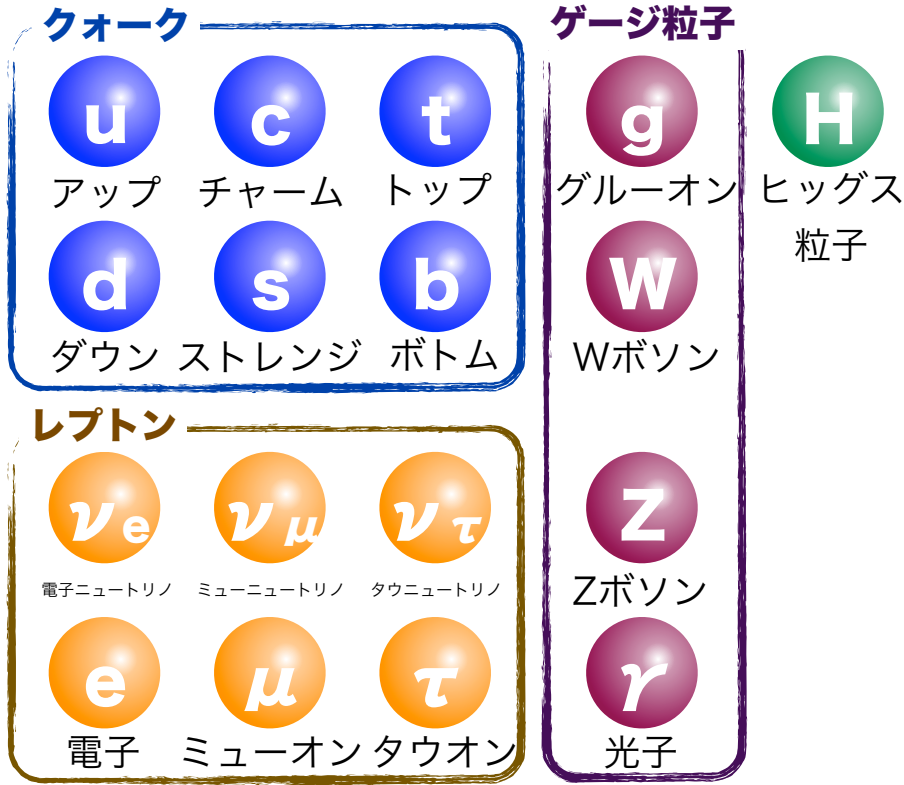 クォーク
ゲージ粒子
u
c
t
g
H
アップ
チャーム
トップ
グルーオン
ヒッグス
粒子
d
s
b
W
ダウン
ストレンジ
ボトム
Wボソン
レプトン
νe
νμ
ντ
Z
電子ニュートリノ
ミューニュートリノ
タウニュートリノ
Zボソン
e
μ
τ
γ
電子
ミューオン
タウオン
光子